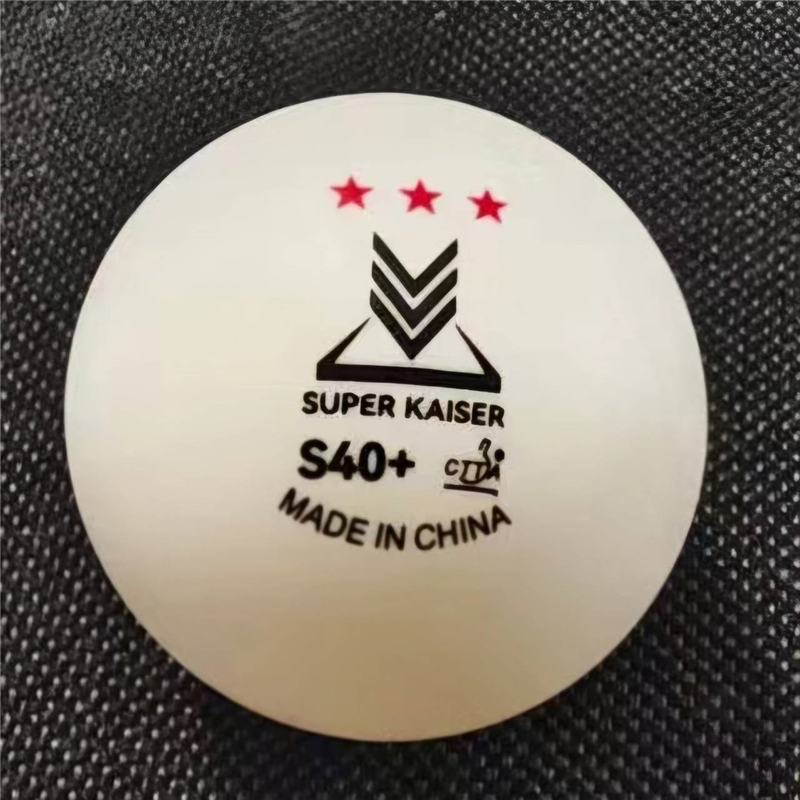 SUPER KAISER
S40+ CTTA
MADE IN CHINA